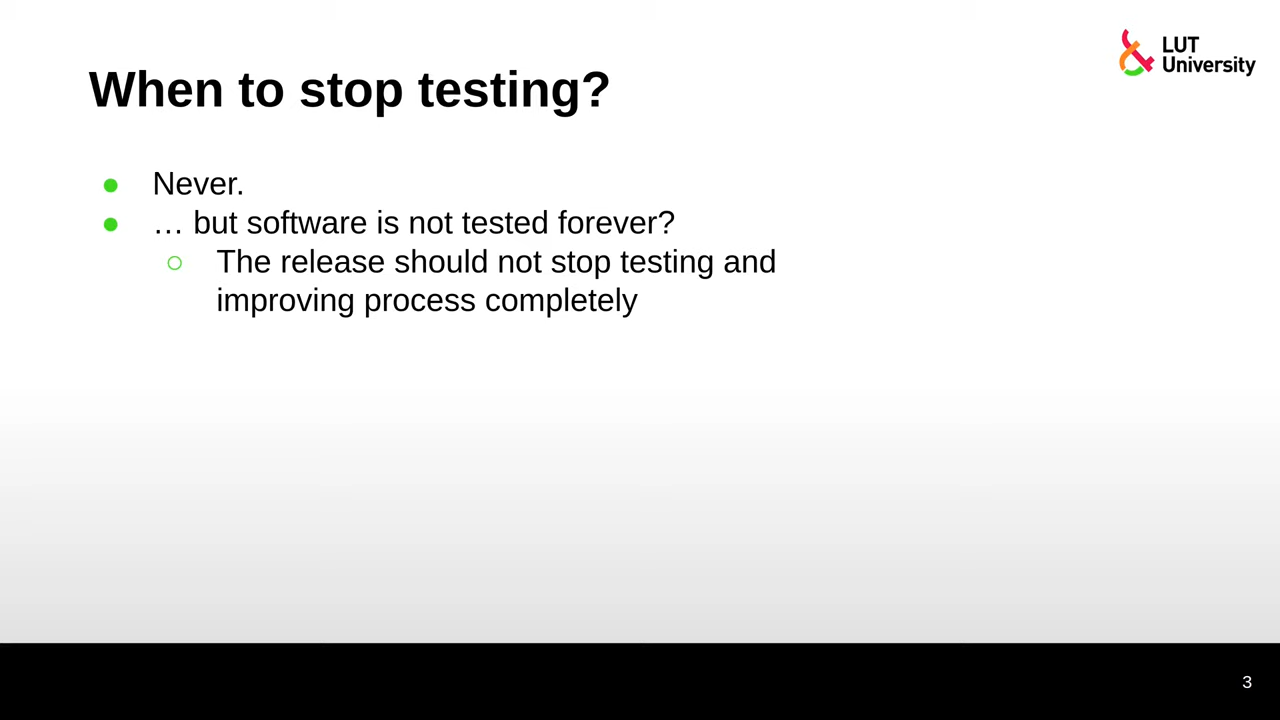 LUT
University
When to stop testing?
● Never.
● … but software is not tested forever?
○ The release should not stop testing and
improving process completely
3